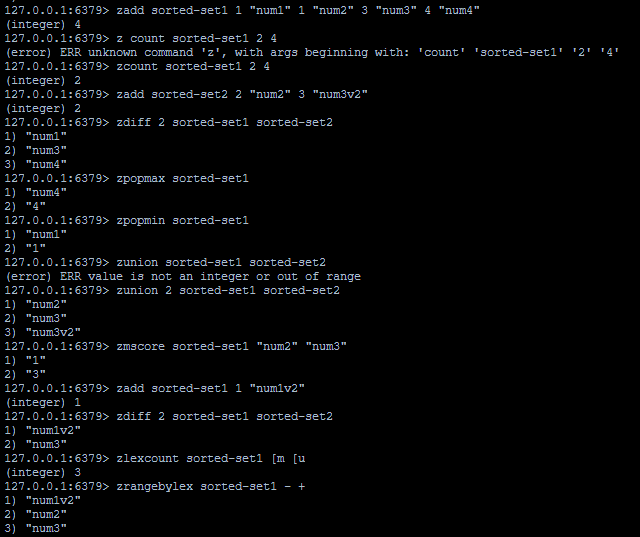 127.0.0.1:6379> zadd sorted-set1 1 "num1" 1 "num2" 3 "num3" 4 "num4"
(integer) 4
127.0.0.1:6379> z count sorted-set1 2 4
(error) ERR unknown command 'z', with args beginning with: 'count' 'sorted-set1' '2' '4'
127.0.0.1:6379> zcount sorted-set1 2 4
(integer) 2
127.0.0.1:6379> zadd sorted-set2 2 "num2" 3 "num3v2"
(integer) 2
127.0.0.1:6379> zdiff 2 sorted-set1 sorted-set2
1) "num1"
2) "num3"
3) "num4"
127.0.0.1:6379> zpopmax sorted-set1
1) "num4"
2) "4"
127.0.0.1:6379> zpopmin sorted-set1
1) "num1"
2) "1"
127.0.0.1:6379> zunion sorted-set1 sorted-set2
(error) ERR value is not an integer or out of range
127.0.0.1:6379> zunion 2 sorted-set1 sorted-set2
1) "num2"
2) "num3"
3) "num3v2"
127.0.0.1:6379> zmscore sorted-set1 "num2" "num3"
1) "1"
2) "3"
127.0.0.1:6379> zadd sorted-set1 1 "num1v2"
(integer) 1
127.0.0.1:6379> zdiff 2 sorted-set1 sorted-set2
1) "num1v2"
2) "num3"
127.0.0.1:6379> zlexcount sorted-set1 [m [u
(integer) 3
127.0.0.1:6379> zrangebylex sorted-set1 - +
1) "num1v2"
2) "num2"
3) "num3"